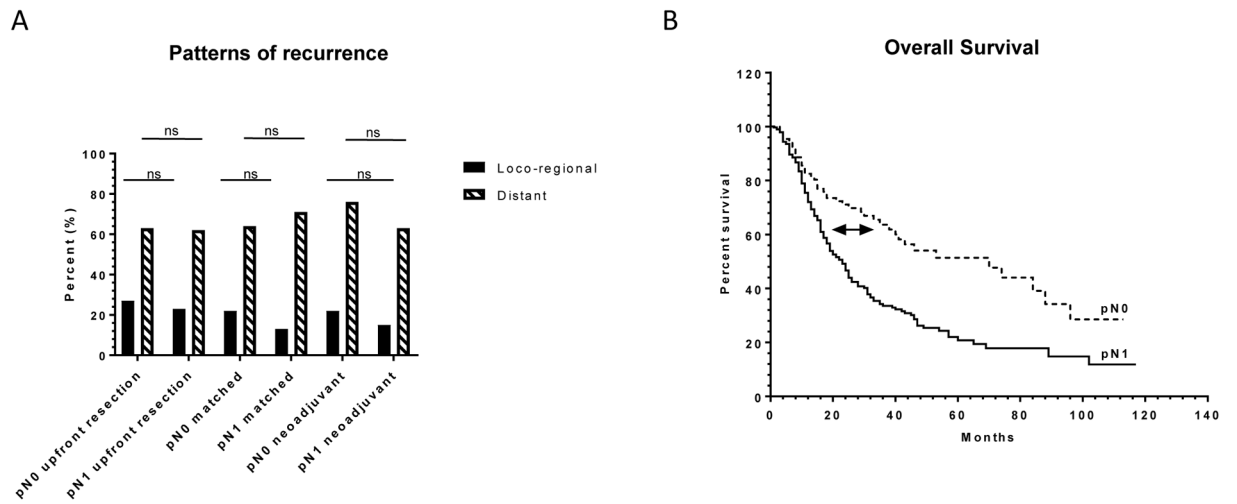 A
Patterns of recurrence
ns
ns
ns
ns
ns
ns
Percent (%)
100
80
60
40
20
0
pN0 upfront resection
pN1 upfront resection
pN0 matched
pN1 matched
pN0 neoadjuvant
pN1 neoadjuvant
Loco-regional
Distant
B
Overall Survival
Percent survival
120
100
80
60
40
20
0
pN0
pN1
0 20 40 60 80 100 120 140
Months